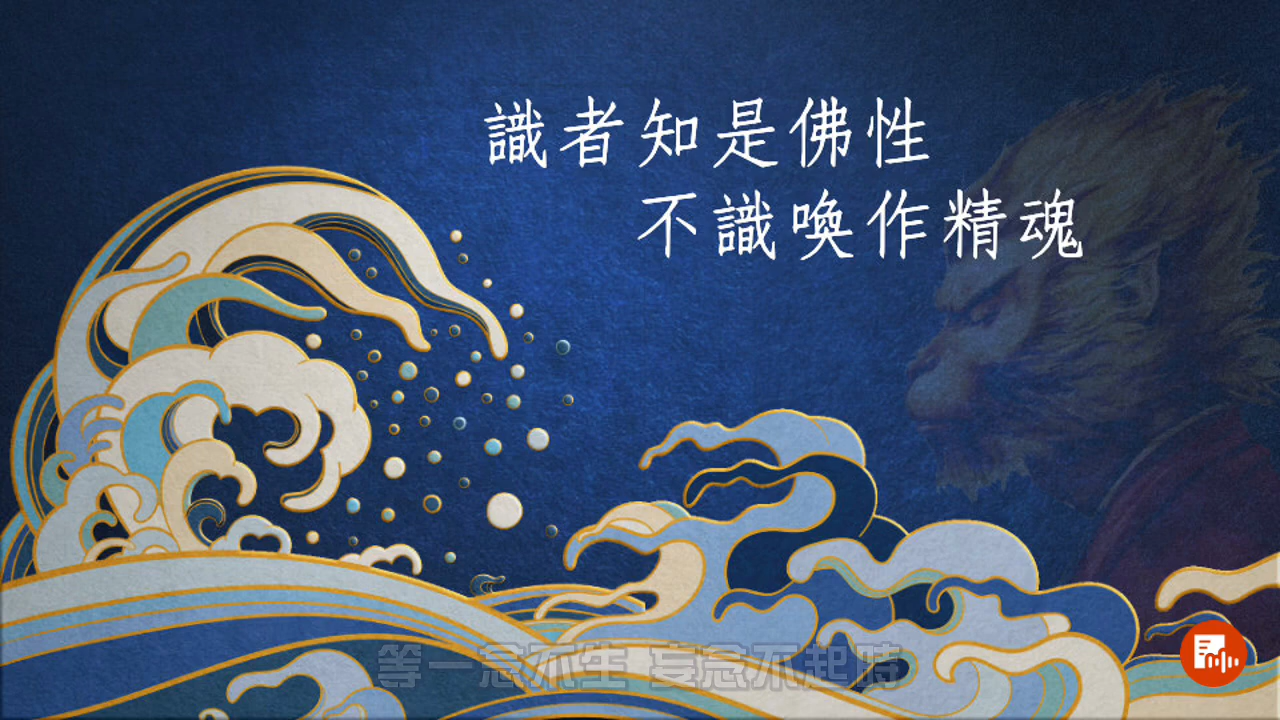 識者知是佛性
不識喚作精魂
等一念不生 妄念不起時